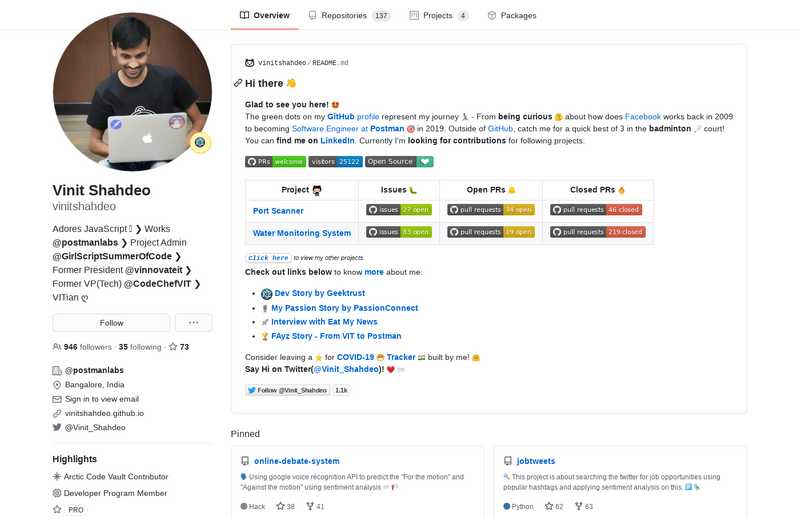 Overview
Repositories 137
Projects 4
Packages
Vinit Shahdeo
vinitshahdeo
Adores JavaScript ❯ Works
@postmanlabs ❯ Project Admin
@GirlScriptSummerOfCode ❯
Former President @vinnovateit ❯
Former VP(Tech) @CodeChefVIT ❯
VITian ღ
Follow
...
946 followers · 35 following · 73
@postmanlabs
Bangalore, India
Sign in to view email
vinitshahdeo.github.io
@Vinit_Shahdeo
Highlights
Arctic Code Vault Contributor
Developer Program Member
PRO
vinitshahdeo/README.md
Hi there 👋
Glad to see you here! 🤩
The green dots on my GitHub profile represent my journey 🏃 - From being curious 🤔 about how does Facebook works back in 2009
to becoming Software Engineer at Postman 🎯 in 2019. Outside of GitHub, catch me for a quick best of 3 in the badminton 🏸 court!
You can find me on LinkedIn. Currently I'm looking for contributions for following projects:
PRs welcome visitors 25122 Open Source ❤
Project Issues 🐛 Open PRs 🔔 Closed PRs 🔥
Port Scanner issues 27 open pull requests 34 open pull requests 46 closed
Water Monitoring System issues 83 open pull requests 19 open pull requests 219 closed
click here to view my other projects.
Check out links below to know more about me:
Dev Story by Geektrust
My Passion Story by PassionConnect
Interview with Eat My News
FAyz Story - From VIT to Postman
Consider leaving a ⭐ for COVID-19 😷 Tracker 🇮🇳 built by me! 🤗
Say Hi on Twitter(@Vinit_Shahdeo)! ❤️
Follow @Vinit_Shahdeo 1.1k
Pinned
online-debate-system
🗣 Using google voice recognition API to predict the "For the motion" and
"Against the motion" using sentiment analysis
Hack 38 41
jobtweets
This project is about searching the twitter for job opportunities using
popular hashtags and applying sentiment analysis on this.
Python 62 63